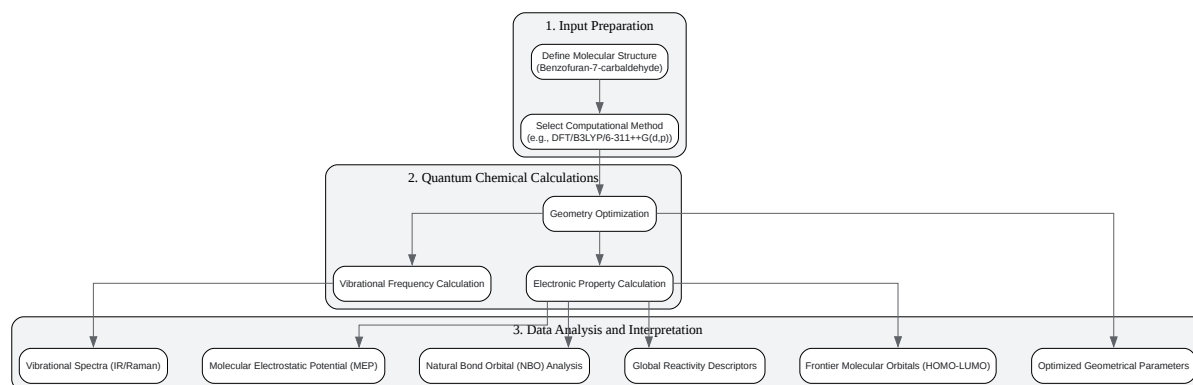 1. Input Preparation
Define Molecular Structure
(Benzofuran-7-carbaldehyde)
Select Computational Method
(e.g., DFT/B3LYP/6-311++G(d,p))
2. Quantum Chemical Calculations
Geometry Optimization
Vibrational Frequency Calculation
Electronic Property Calculation
3. Data Analysis and Interpretation
Vibrational Spectra (IR/Raman)
Molecular Electrostatic Potential (MEP)
Natural Bond Orbital (NBO) Analysis
Global Reactivity Descriptors
Frontier Molecular Orbitals (HOMO-LUMO)
Optimized Geometrical Parameters